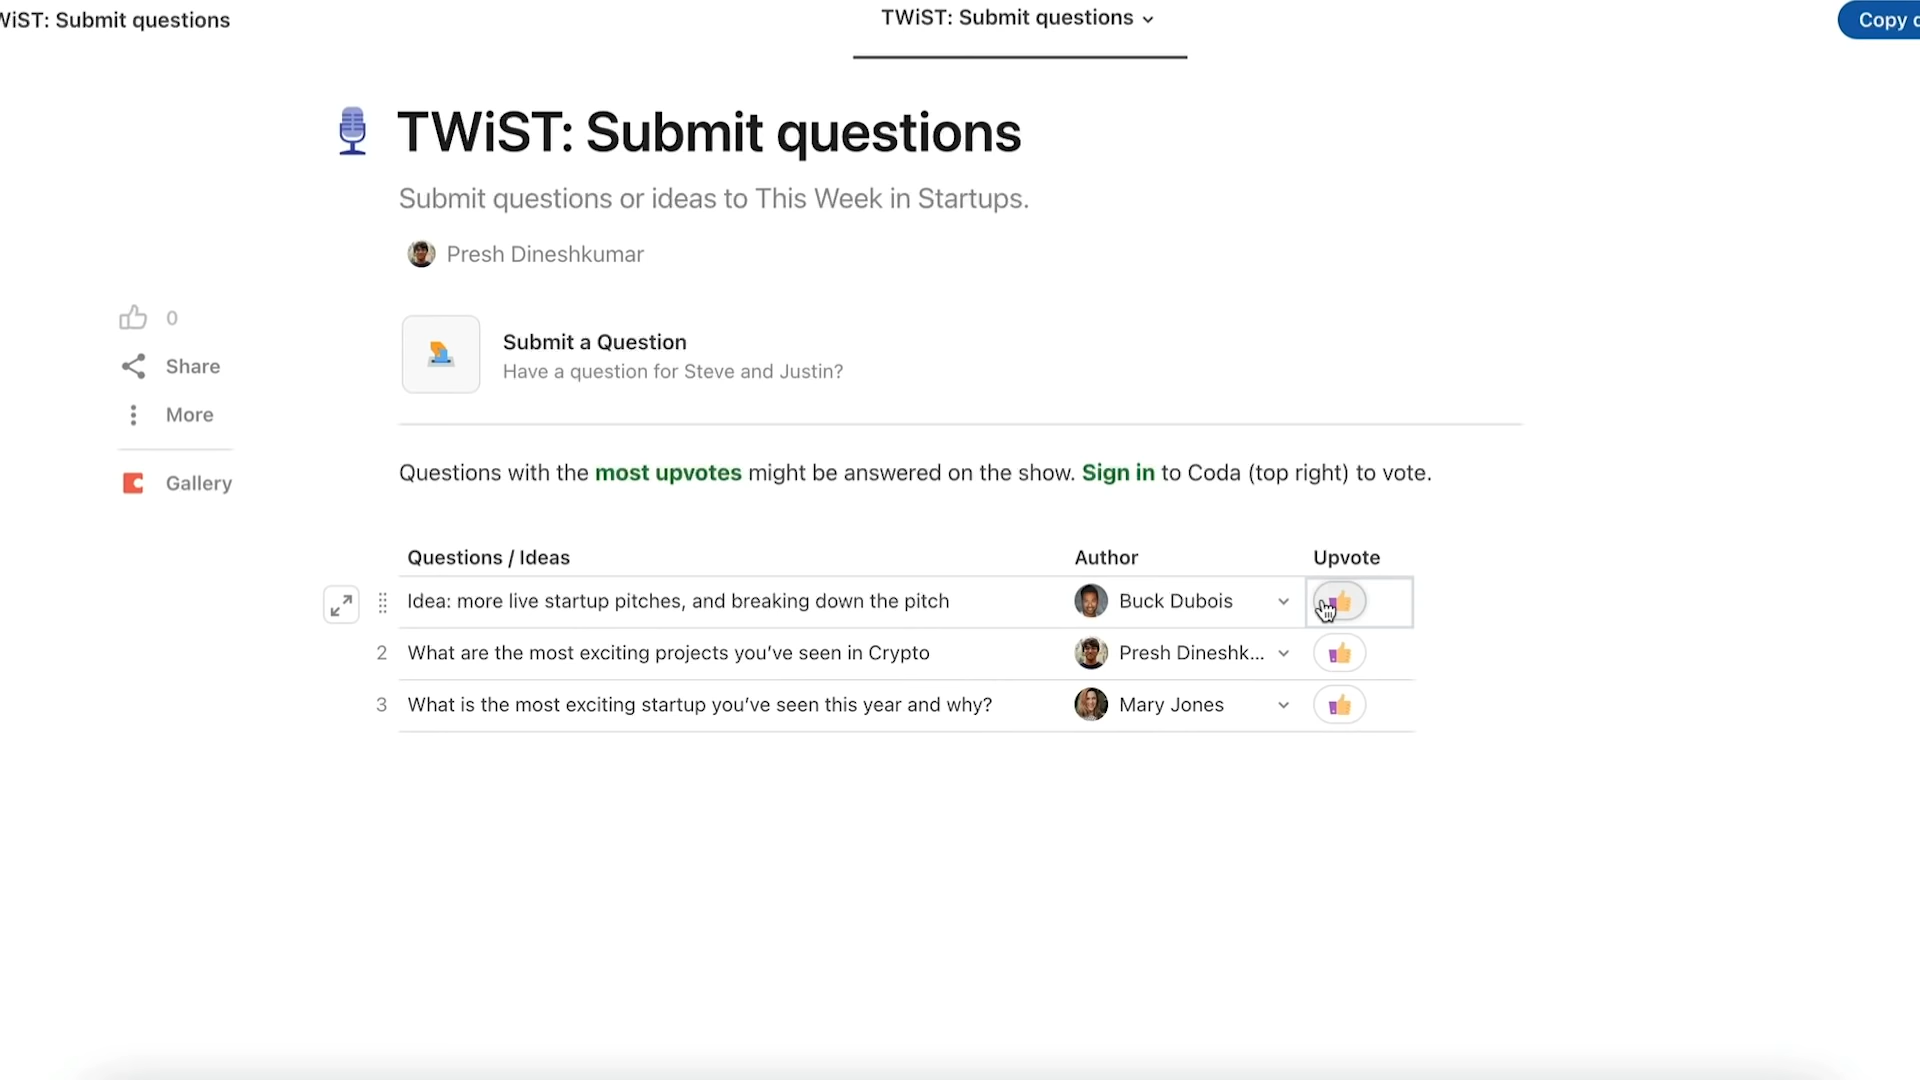 WiST: Submit questions
TWiST: Submit questions
Copy
TWiST: Submit questions
Submit questions or ideas to This Week in Startups.
Presh Dineshkumar
0
Share
More
Gallery
Submit a Question
Have a question for Steve and Justin?
Questions with the most upvotes might be answered on the show. Sign in to Coda (top right) to vote.
Questions / Ideas Author Upvote
Idea: more live startup pitches, and breaking down the pitch Buck Dubois
2 What are the most exciting projects you’ve seen in Crypto Presh Dineshk...
3 What is the most exciting startup you’ve seen this year and why? Mary Jones